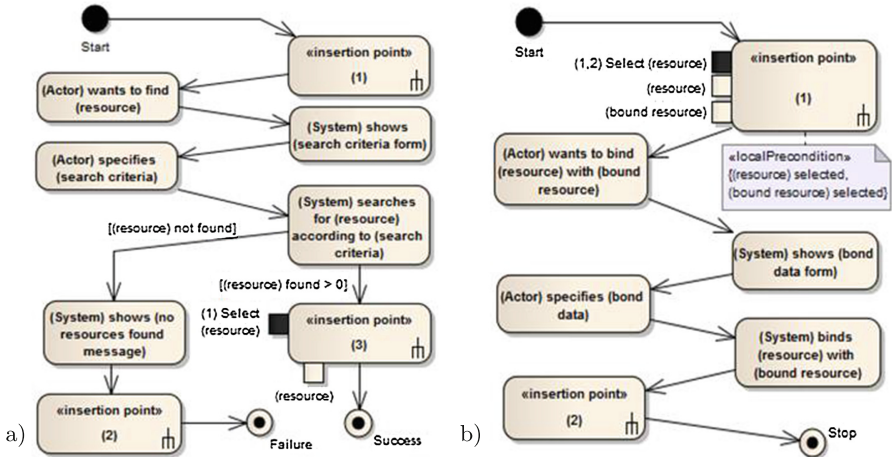 Start
«insertion point»
(1)
(Actor) wants to find
(resource)
(System) shows
(search criteria form)
(Actor) specifies
(search criteria)
(System) searches
for (resource)
according to (search
criteria)
[(resource) not found]
[(resource) found > 0]
(System) shows (no
resources found
message)
(1) Select
(resource)
«insertion point»
(3)
(resource)
«insertion point»
(2)
Failure
Success
a)
Start
(1,2) Select (resource)
(resource)
(bound resource)
«insertion point»
(1)
«localPrecondition»
{(resource) selected,
(bound resource) selected}
(Actor) wants to bind
(resource) with (bound
resource)
(System) shows (bond
data form)
(Actor) specifies (bond
data)
(System) binds
(resource) with
(bound resource)
«insertion point»
(2)
Stop
b)